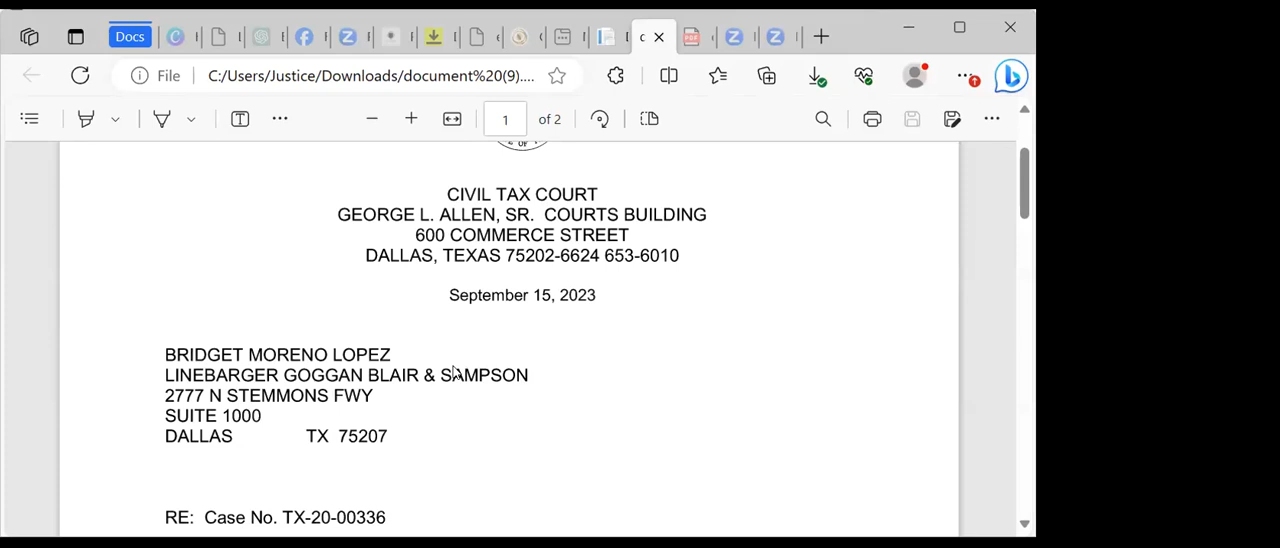 Docs
File C:/Users/Justice/Downloads/document%20(9)....
1 of 2
CIVIL TAX COURT
GEORGE L. ALLEN, SR. COURTS BUILDING
600 COMMERCE STREET
DALLAS, TEXAS 75202-6624 653-6010
September 15, 2023
BRIDGET MORENO LOPEZ
LINEBARGER GOGGAN BLAIR & SAMPSON
2777 N STEMMONS FWY
SUITE 1000
DALLAS TX 75207
RE: Case No. TX-20-00336